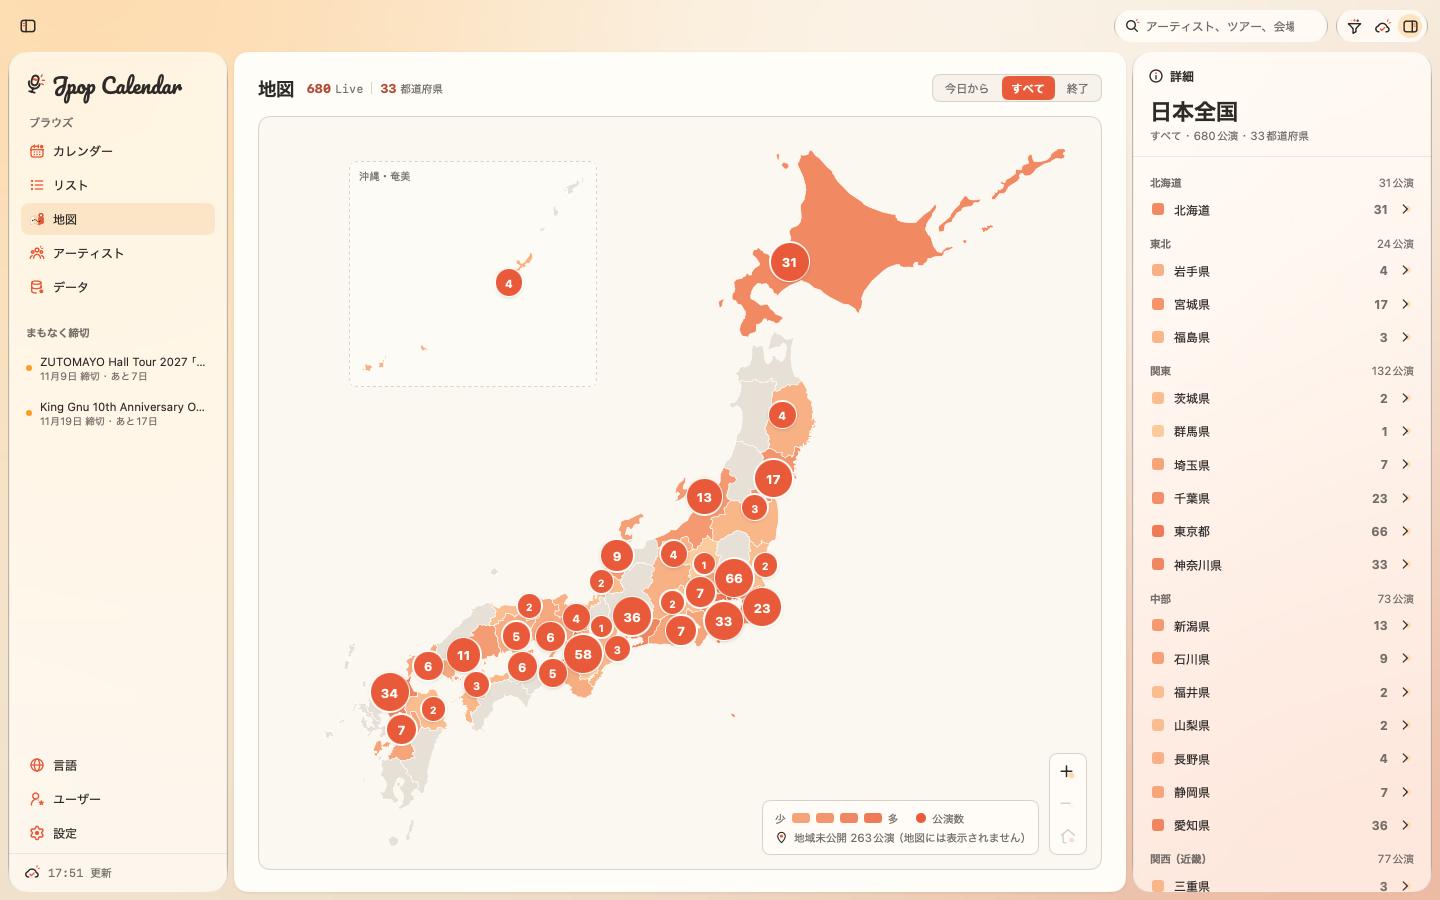 アーティスト、ツアー、会場
Jpop Calendar
ブラウズ
カレンダー
リスト
地図
アーティスト
データ
まもなく締切
ZUTOMAYO Hall Tour 2027「...
11月9日 締切・あと7日
King Gnu 10th Anniversary O...
11月19日 締切・あと17日
言語
ユーザー
設定
17:51 更新
地図 680 Live 33 都道府県
今日から すべて 終了
沖縄・奄美
4
31
4
17
13
3
9
4
1
2
66
2
7
2
36
2
23
4
1
33
5
6
7
58
3
11
6
6
5
3
34
2
7
少 多 公演数
地域未公開 263公演 (地図には表示されません)
詳細
日本全国
すべて・680公演・33都道府県
北海道 31公演
北海道 31
東北 24公演
岩手県 4
宮城県 17
福島県 3
関東 132公演
茨城県 2
群馬県 1
埼玉県 7
千葉県 23
東京都 66
神奈川県 33
中部 73公演
新潟県 13
石川県 9
福井県 2
山梨県 2
長野県 4
静岡県 7
愛知県 36
関西（近畿） 77公演
三重県 3